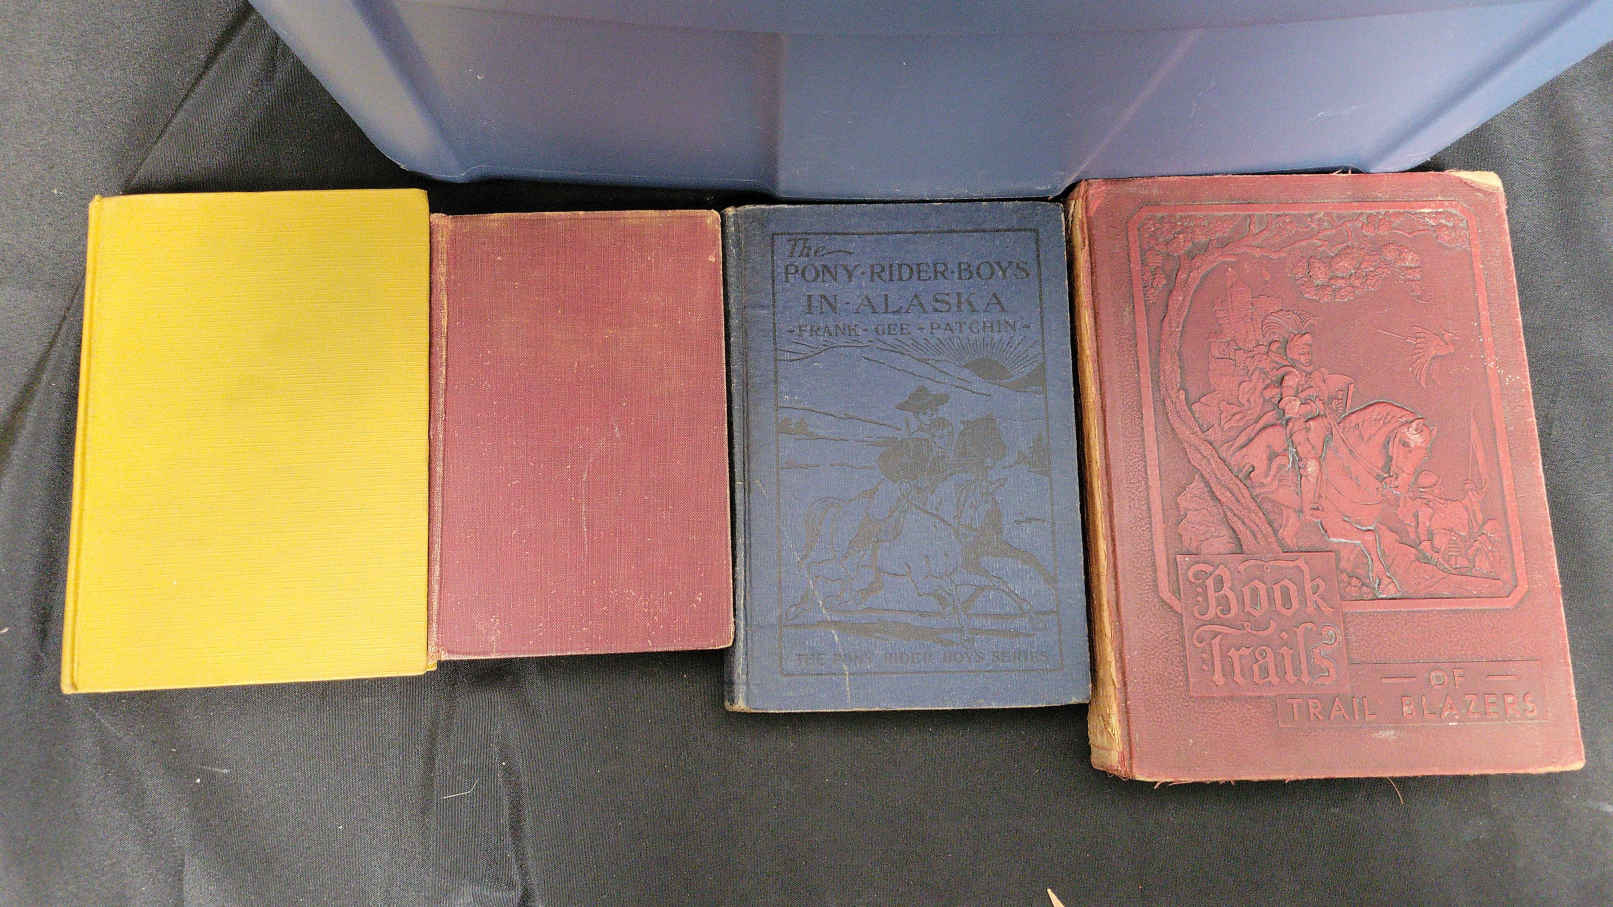 The
PONY·RIDER·BOYS
IN·ALASKA
-FRANK-GEE-PATCHIN-
THE PONY RIDER BOYS SERIES
Book
Trails
— OF —
TRAIL BLAZERS